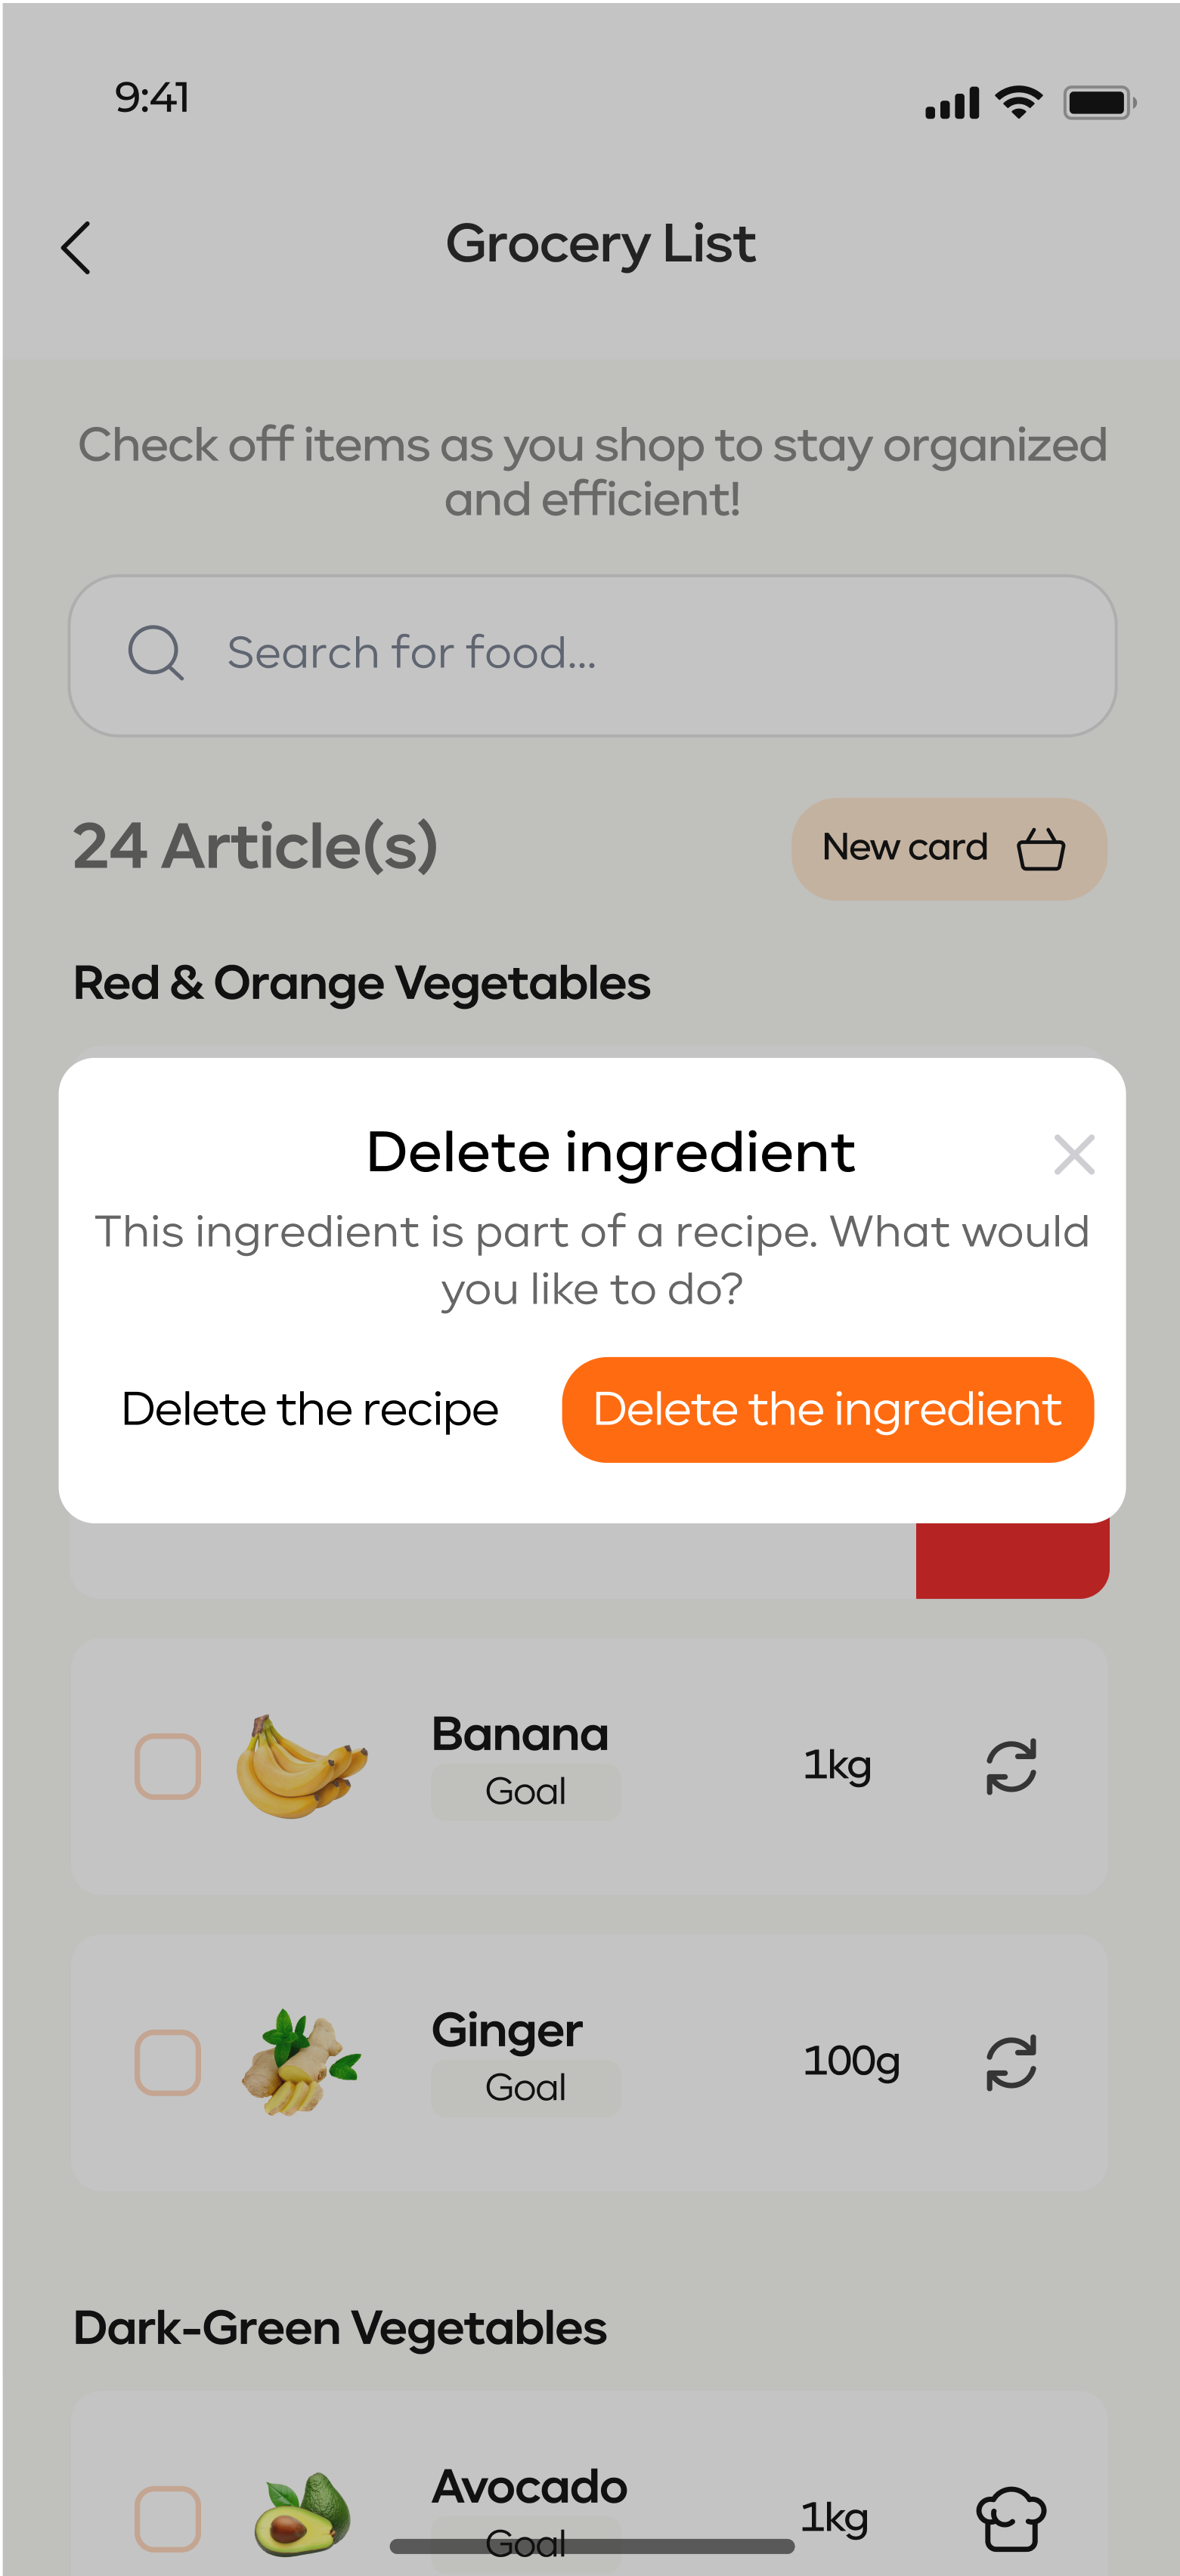 9:41
Grocery List
Check off items as you shop to stay organized
and efficient!
Search for food...
24 Article(s)
New card
Red & Orange Vegetables
Delete ingredient
This ingredient is part of a recipe. What would
you like to do?
Delete the recipe
Delete the ingredient
Banana
Goal
1kg
Ginger
Goal
100g
Dark-Green Vegetables
Avocado
Goal
1kg